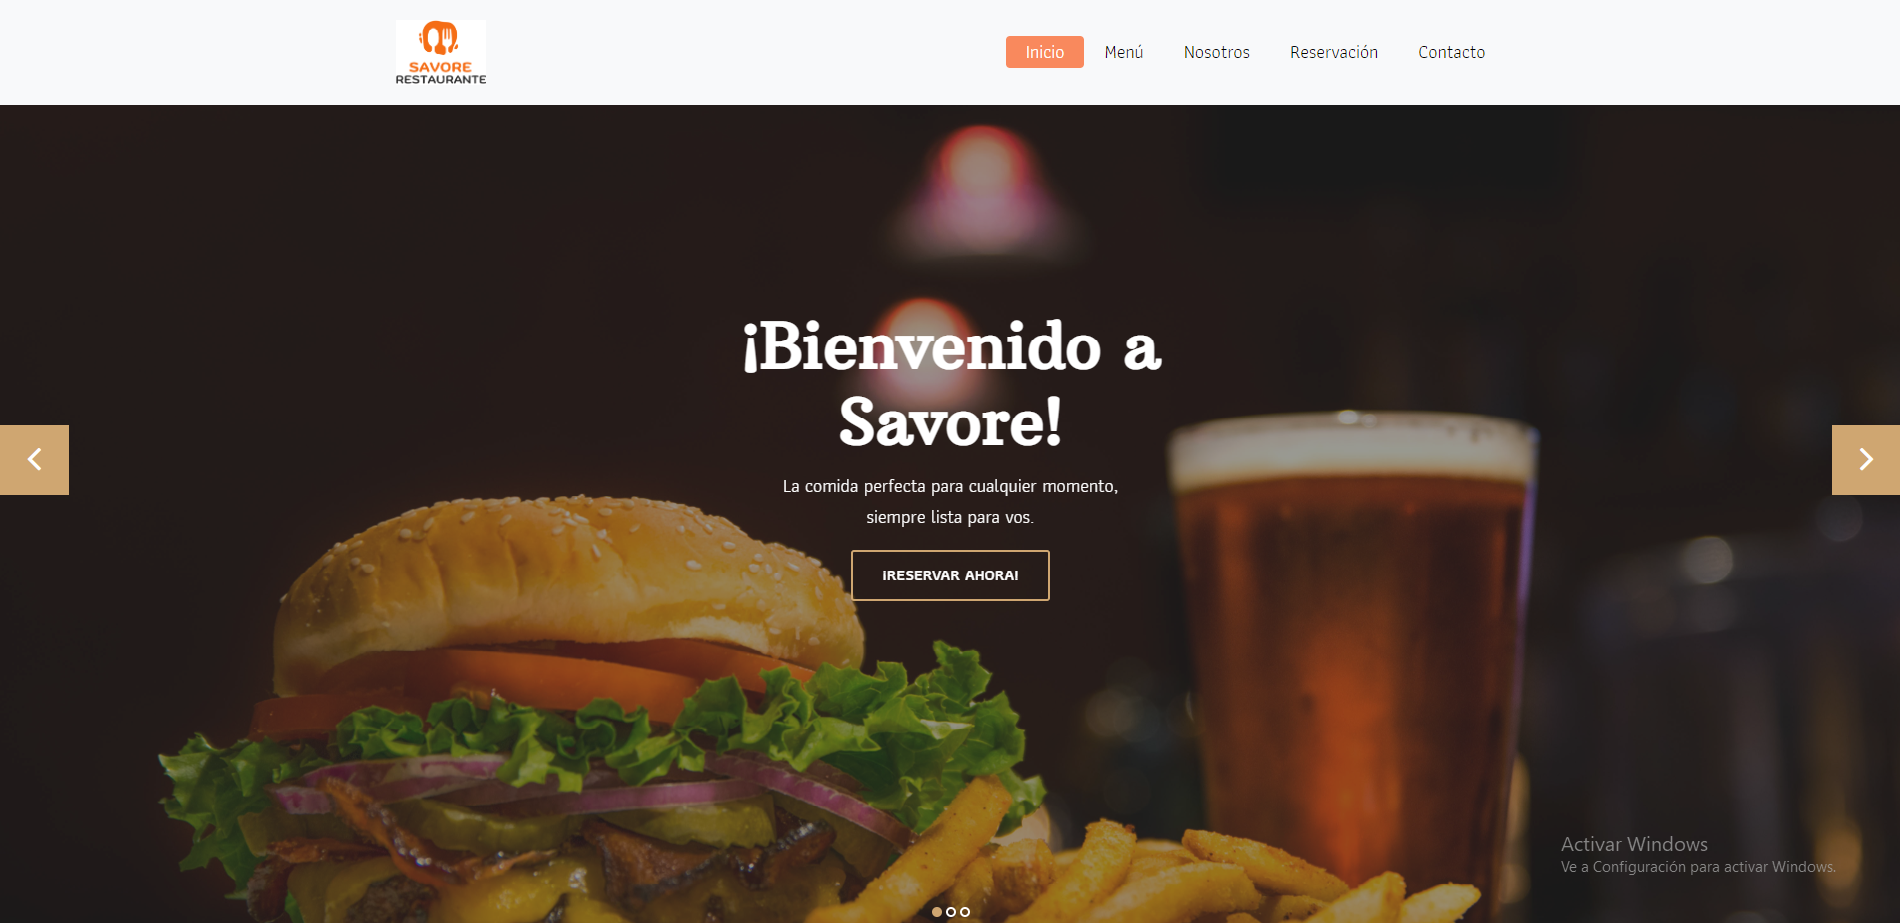 SAVORE
RESTAURANTE
Inicio Menú Nosotros Reservación Contacto
¡Bienvenido a
Savore!
La comida perfecta para cualquier momento,
siempre lista para vos.
¡RESERVAR AHORA!
Activar Windows
Ve a Configuración para activar Windows.